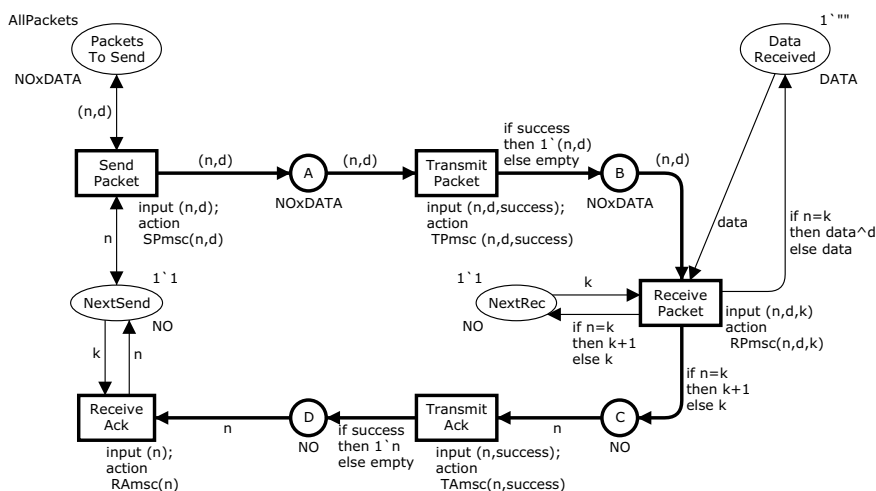 AllPackets
Packets
To Send
NOxDATA
(n,d)
Send
Packet
(n,d)
A
NOxDATA
(n,d)
Transmit
Packet
if success
then 1`(n,d)
else empty
B
NOxDATA
(n,d)
1`""
Data
Received
DATA
input (n,d);
action
SPmsc(n,d)
input (n,d,success);
action
TPmsc (n,d,success)
n
data
if n=k
then data^d
else data
1`1
NextSend
NO
1`1
NextRec
NO
k
if n=k
then k+1
else k
Receive
Packet
input (n,d,k)
action
RPmsc(n,d,k)
k
n
if n=k
then k+1
else k
Receive
Ack
n
D
NO
if success
then 1`n
else empty
Transmit
Ack
n
C
NO
input (n);
action
RAmsc(n)
input (n,success);
action
TAmsc(n,success)